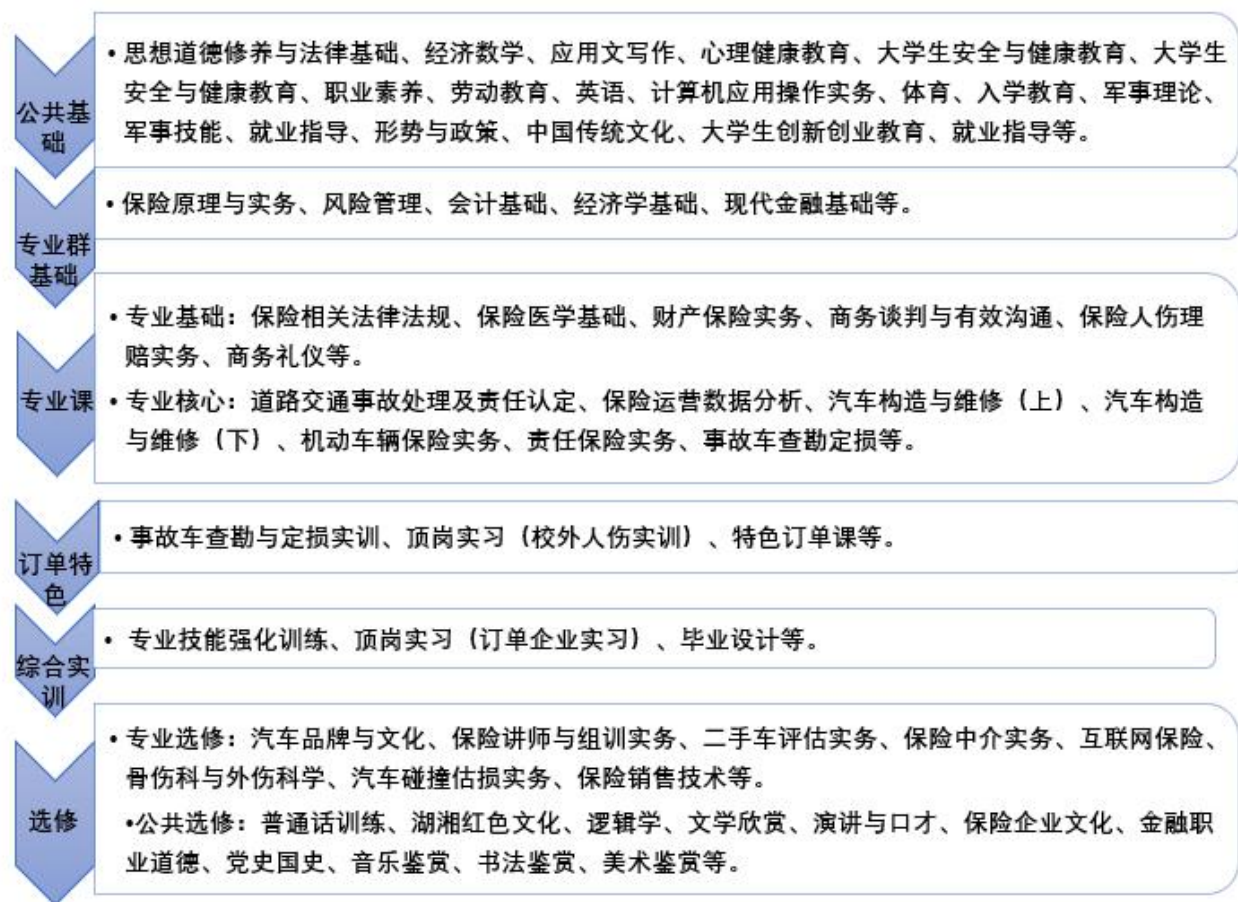 公共基
础
•思想道德修养与法律基础、经济数学、应用文写作、心理健康教育、大学生安全与健康教育、大学生
安全与健康教育、职业素养、劳动教育、英语、计算机应用操作实务、体育、入学教育、军事理论、
军事技能、就业指导、形势与政策、中国传统文化、大学生创新创业教育、就业指导等。
专业群
基础
•保险原理与实务、风险管理、会计基础、经济学基础、现代金融基础等。
专业课
•专业基础：保险相关法律法规、保险医学基础、财产保险实务、商务谈判与有效沟通、保险人伤理
赔实务、商务礼仪等。
•专业核心：道路交通事故处理及责任认定、保险运营数据分析、汽车构造与维修（上）、汽车构造
与维修（下）、机动车辆保险实务、责任保险实务、事故车查勘定损等。
订单特
色
•事故车查勘与定损实训、顶岗实习（校外人伤实训）、特色订单课等。
综合实
训
• 专业技能强化训练、顶岗实习（订单企业实习）、毕业设计等。
选修
•专业选修：汽车品牌与文化、保险讲师与组训实务、二手车评估实务、保险中介实务、互联网保险、
骨伤科与外伤科学、汽车碰撞估损实务、保险销售技术等。
•公共选修：普通话训练、湖湘红色文化、逻辑学、文学欣赏、演讲与口才、保险企业文化、金融职
业道德、党史国史、音乐鉴赏、书法鉴赏、美术鉴赏等。